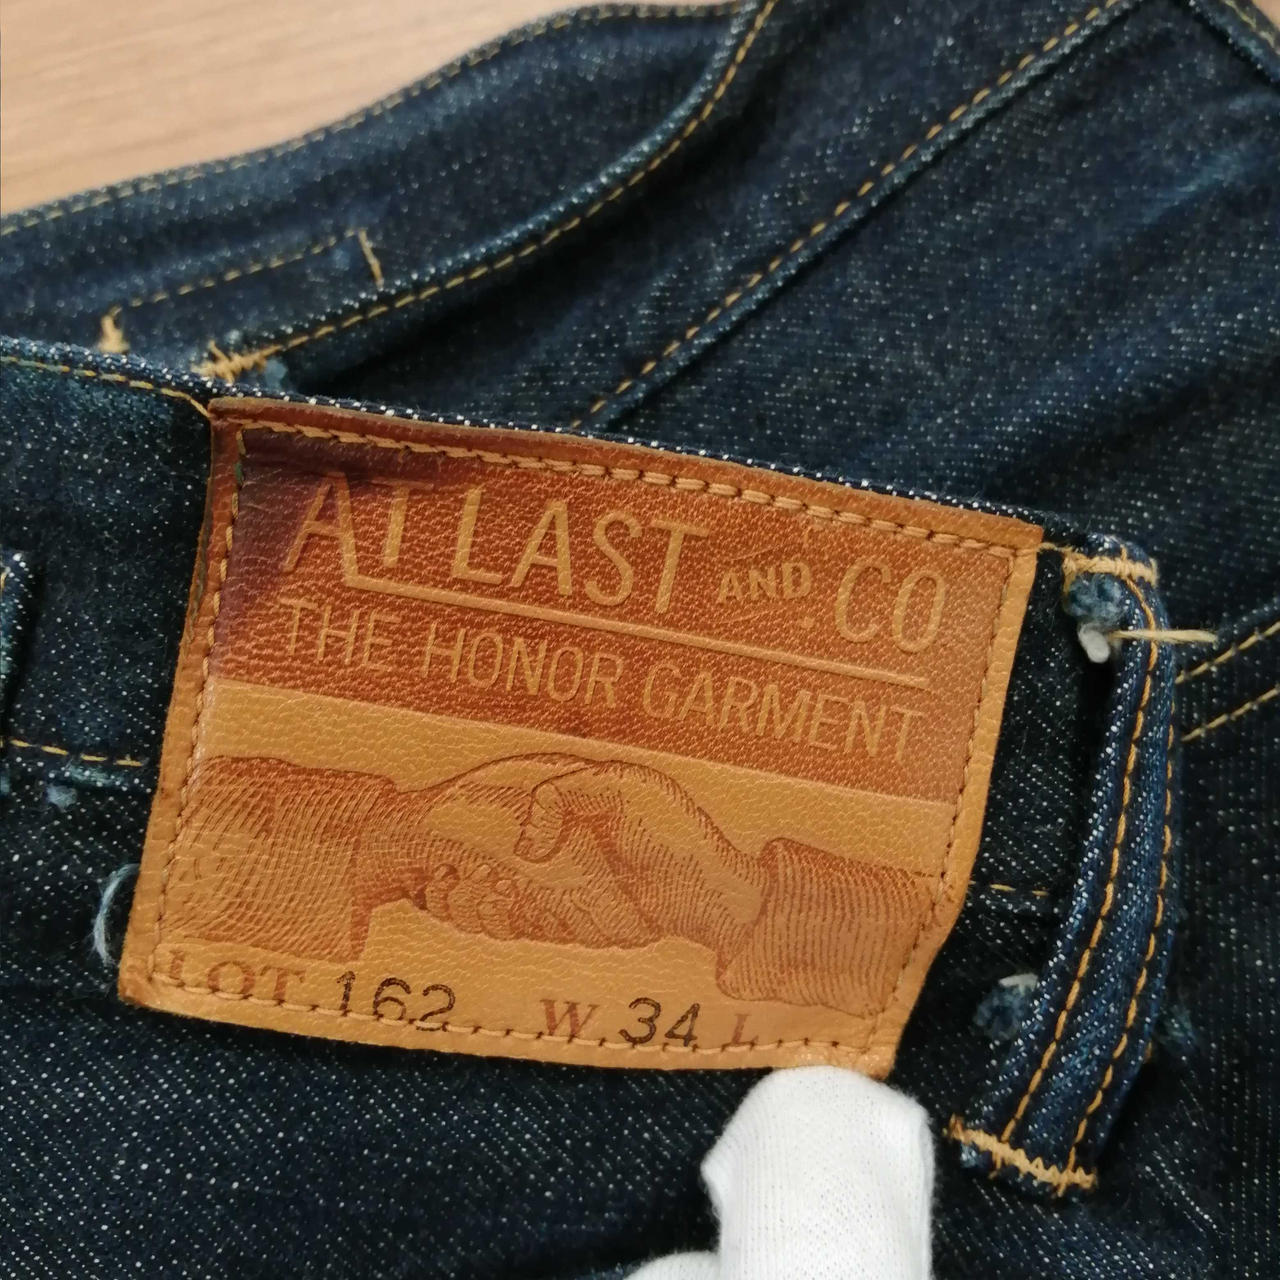 AT LAST AND CO
THE HONOR GARMENT
LOT. 162 .... W. 34 L. ....